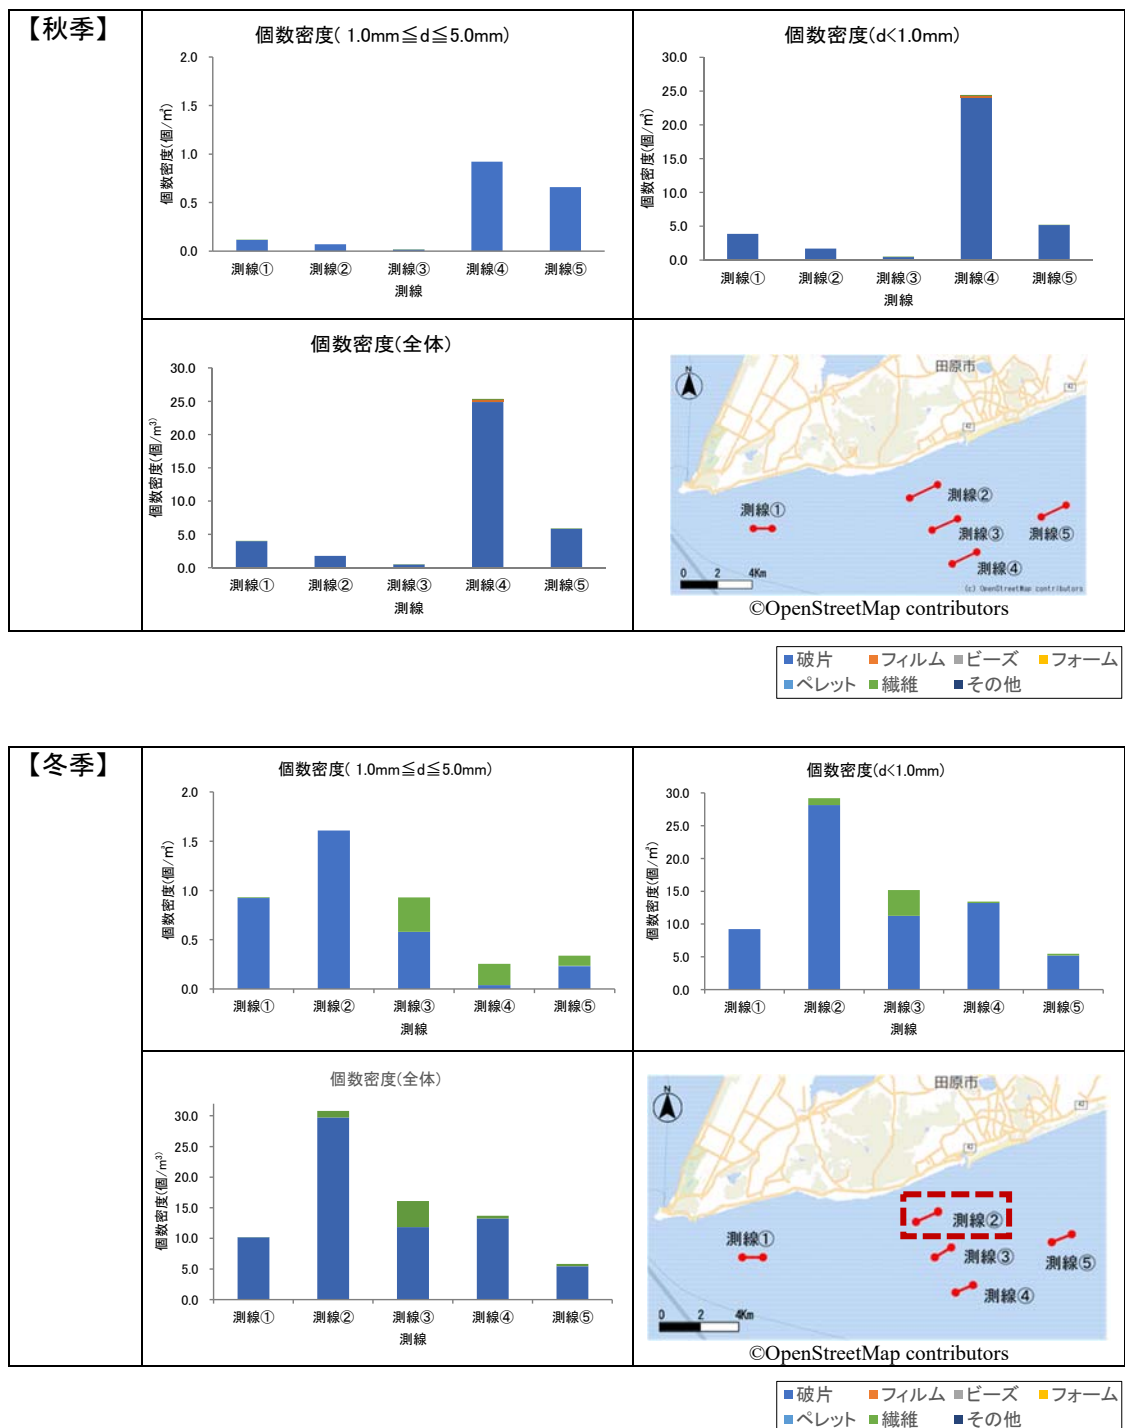 【秋季】
個数密度( 1.0mm≦d≦5.0mm)
2.0
1.5
1.0
0.5
0.0
個数密度(個/㎥)
測線① 測線② 測線③ 測線④ 測線⑤
測線
個数密度(d<1.0mm)
30.0
25.0
20.0
15.0
10.0
5.0
0.0
個数密度(個/㎥)
測線① 測線② 測線③ 測線④ 測線⑤
測線
個数密度(全体)
30.0
25.0
20.0
15.0
10.0
5.0
0.0
個数密度(個/m³)
測線① 測線② 測線③ 測線④ 測線⑤
測線
田原市
N
42
42
測線①
測線②
測線③
測線④
測線⑤
0 2 4Km
(c) OpenStreetMap contributors
©OpenStreetMap contributors
破片 フィルム ビーズ フォーム
ペレット 繊維 その他
【冬季】
個数密度( 1.0mm≦d≦5.0mm)
2.0
1.5
1.0
0.5
0.0
個数密度(個/㎥)
測線① 測線② 測線③ 測線④ 測線⑤
測線
個数密度(d<1.0mm)
30.0
25.0
20.0
15.0
10.0
5.0
0.0
個数密度(個/㎥)
測線① 測線② 測線③ 測線④ 測線⑤
測線
個数密度(全体)
30.0
25.0
20.0
15.0
10.0
5.0
0.0
個数密度(個/m³)
測線① 測線② 測線③ 測線④ 測線⑤
測線
田原市
N
42
42
測線①
測線②
測線③
測線④
測線⑤
0 2 4Km
©OpenStreetMap contributors
破片 フィルム ビーズ フォーム
ペレット 繊維 その他